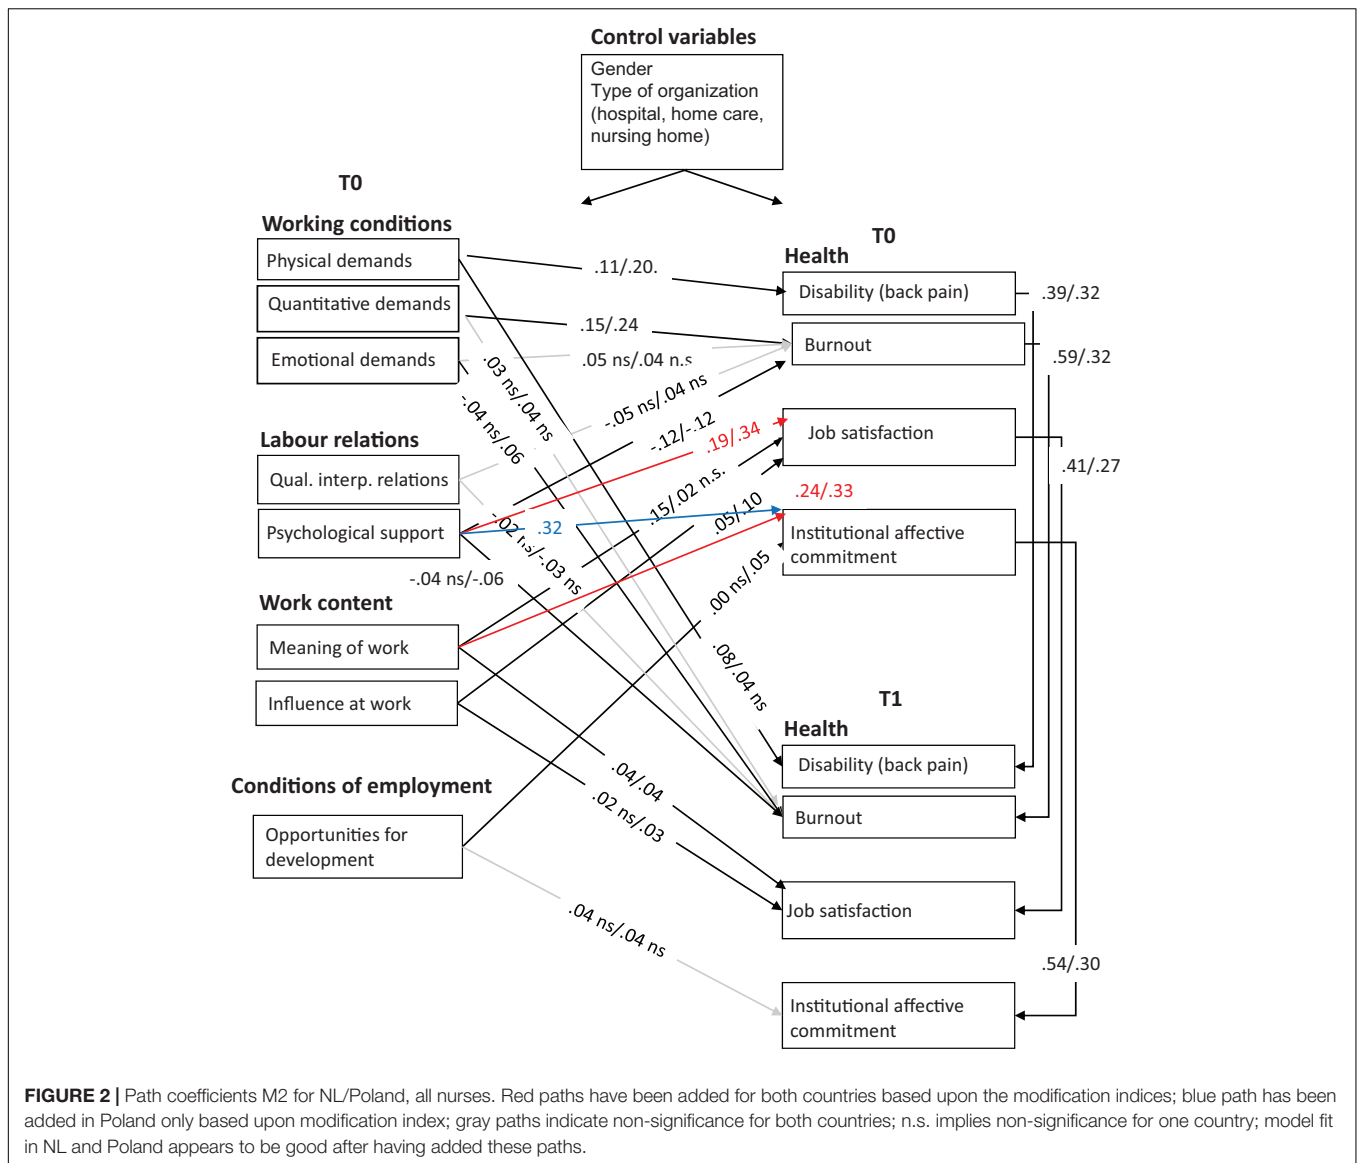 Control variables
Gender
Type of organization
(hospital, home care,
nursing home)
T0
Working conditions
Physical demands
Quantitative demands
Emotional demands
Labour relations
Qual. interp. relations
Psychological support
Work content
Meaning of work
Influence at work
Conditions of employment
Opportunities for
development
.11/.20.
.15/.24
.05 ns/.04 n.s
-.05 ns/.04 ns
-.12/-.12
.19/.34
.03 ns/.04 ns
-.04 ns/.06
.15/.02 n.s.
.24/.33
.32
.05/.10
-.02 ns/-.03 ns
-.04 ns/-.06
.00 ns/.05
.08/.04 ns
.04/.04
.02 ns/.03
.04 ns/.04 ns
T0
Health
Disability (back pain)
Burnout
Job satisfaction
Institutional affective
commitment
.39/.32
.59/.32
.41/.27
T1
Health
Disability (back pain)
Burnout
Job satisfaction
Institutional affective
commitment
.54/.30
FIGURE 2 | Path coefficients M2 for NL/Poland, all nurses. Red paths have been added for both countries based upon the modification indices; blue path has been
added in Poland only based upon modification index; gray paths indicate non-significance for both countries; n.s. implies non-significance for one country; model fit
in NL and Poland appears to be good after having added these paths.